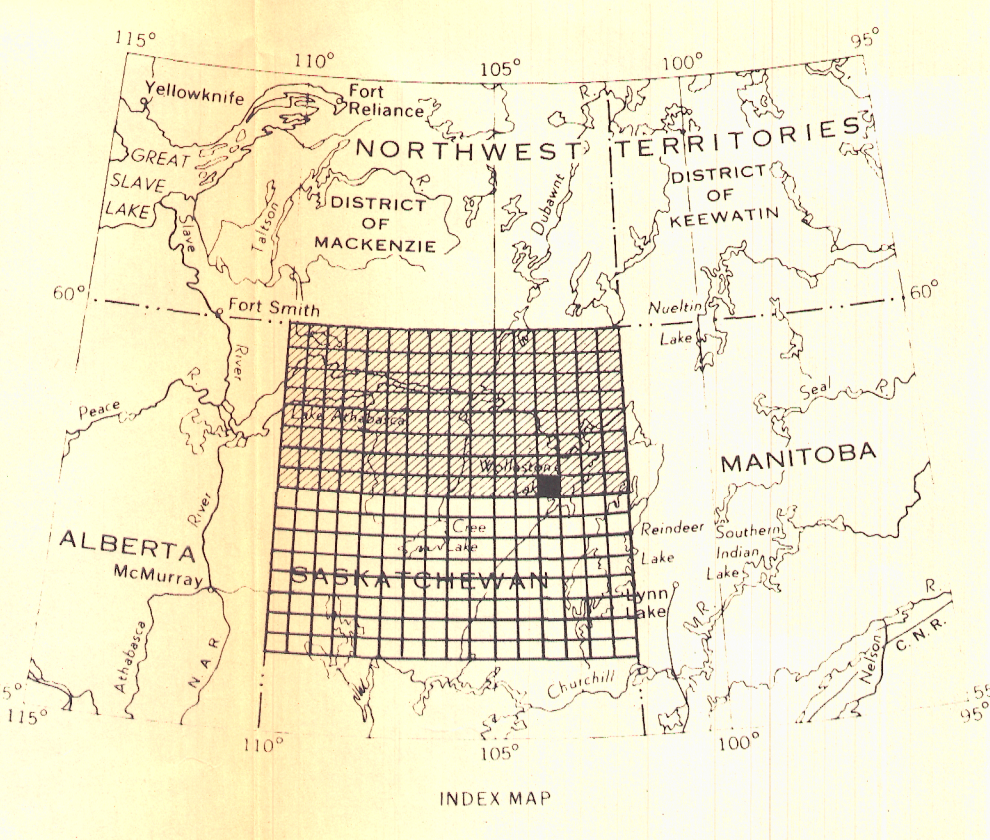 115°
110°
105°
100°
95°
Yellowknife
Fort
Reliance
R.
NORTHWEST TERRITORIES
GREAT
SLAVE
LAKE
Slave
Taltson
R.
DISTRICT
OF
MACKENZIE
Dubawnt
DISTRICT
OF
KEEWATIN
60°
Fort Smith
Nueltin
Lake
60°
River
R.
Peace
Lake Athabasca
Seal R.
Wollaston
MANITOBA
River
Cree
Lake
Reindeer
Lake
Southern
Indian
Lake
ALBERTA
McMurray
SASKATCHEWAN
Lynn
Lake
R.
R.
Athabasca
N A R
Churchill
Nelson
C.N.R.
5°
115°
110°
105°
100°
55
95°
INDEX MAP